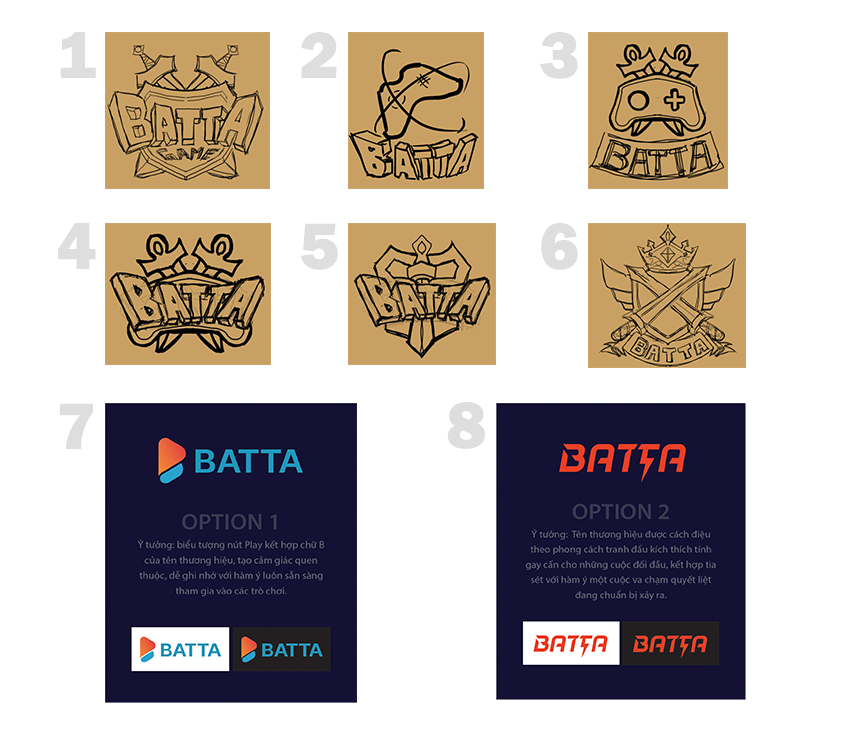 1
2
3
BATTA
GAME
BATTA
BATTA
4
5
6
BATTA
BATTA
BATTA
7
8
BATTA
BATTA
OPTION 1
Ý tưởng: biểu tượng nút Play kết hợp chữ B
của tên thương hiệu, tạo cảm giác quen
thuộc, dễ ghi nhớ với hàm ý luôn sẵn sàng
tham gia vào các trò chơi.
BATTA
BATTA
OPTION 2
Ý tưởng: Tên thương hiệu được cách điệu
theo phong cách tranh đấu kích thích tính
gay cấn cho những cuộc đối đầu, kết hợp tia
sét với hàm ý một cuộc va chạm quyết liệt
đang chuẩn bị xảy ra.
BATTA
BATTA